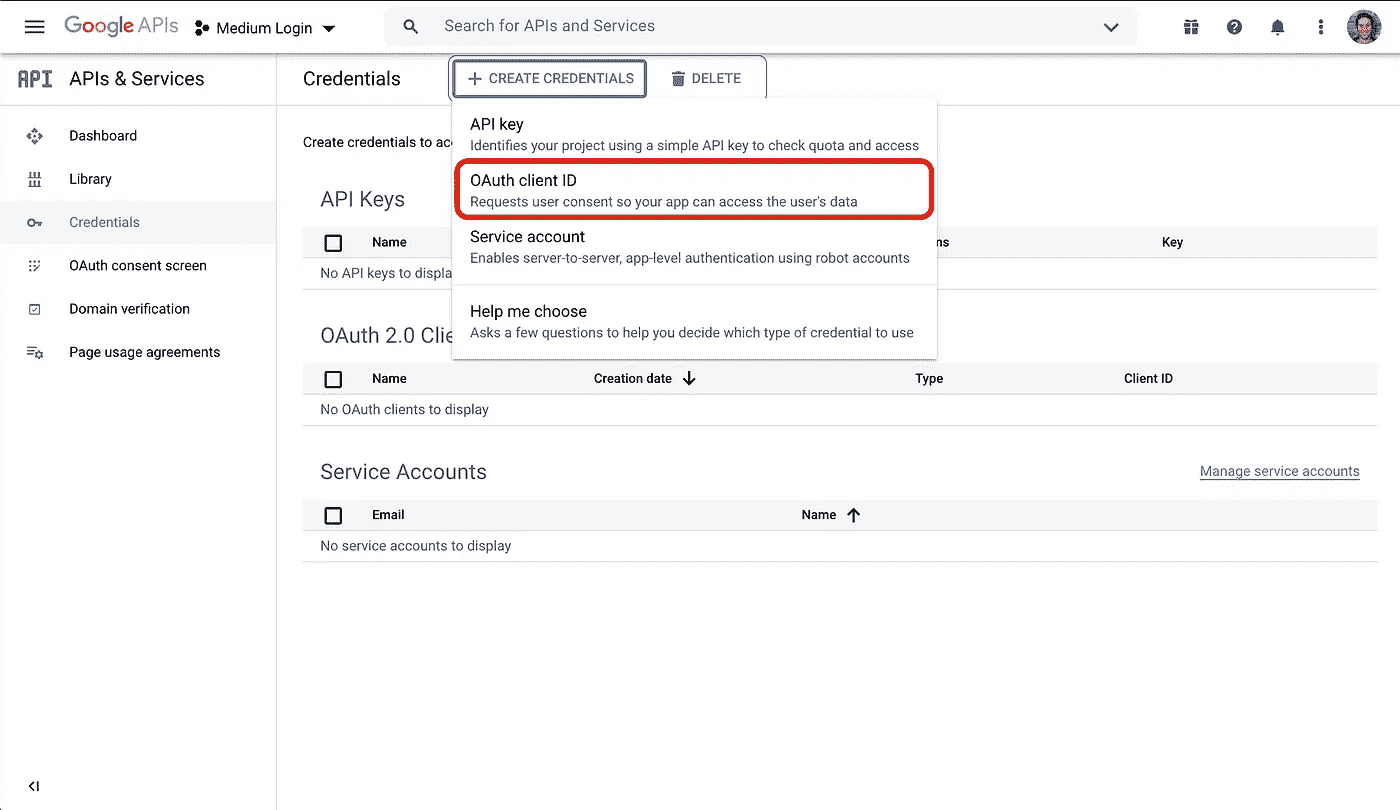 Google APIs
Medium Login
Search for APIs and Services
API
APIs & Services
Credentials
CREATE CREDENTIALS
DELETE
Dashboard
Library
Credentials
OAuth consent screen
Domain verification
Page usage agreements
Create credentials to
API key
Identifies your project using a simple API key to check quota and access
OAuth client ID
Requests user consent so your app can access the user's data
Service account
Enables server-to-server, app-level authentication using robot accounts
Help me choose
Asks a few questions to help you decide which type of credential to use
API Keys
Name
Key
No API keys to
OAuth 2.0
Name Creation date Type Client ID
No OAuth clients to display
Service Accounts
Manage service accounts
Email Name
No service accounts to display